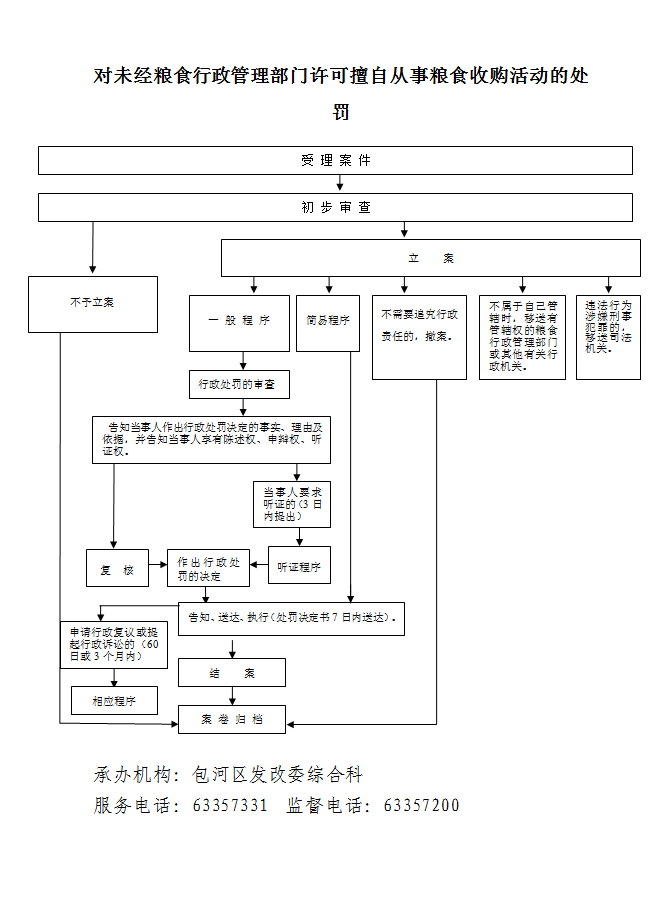 对未经粮食行政管理部门许可擅自从事粮食收购活动的处
罚
受 理 案 件
初 步 审 查
立 案
不予立案
一 般 程 序
简易程序
不需要追究行政
责任的，撤案。
不属于自己管
辖时，移送有
管辖权的粮食
行政管理部门
或其他有关行
政机关。
违法行为
涉嫌刑事
犯罪的，
移送司法
机关。
行政处罚的审查
告知当事人作出行政处罚决定的事实、理由及
依据，并告知当事人享有陈述权、申辩权、听
证权。
当事人要求
听证的（3 日
内提出）
复 核
作出行政处
罚的决定
听证程序
告知、送达、执行（处罚决定书 7 日内送达）。
申请行政复议或提
起行政诉讼的（60
日或 3 个月内）
结 案
相应程序
案 卷 归 档
承办机构：包河区发改委综合科
服务电话：63357331 监督电话：63357200